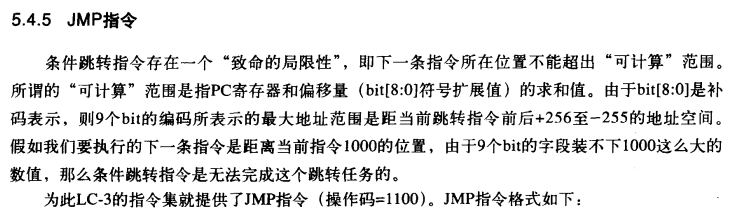 5.4.5 JMP指令
条件跳转指令存在一个“致命的局限性”，即下一条指令所在位置不能超出“可计算”范围。
所谓的“可计算”范围是指PC寄存器和偏移量（bit[8:0]符号扩展值）的求和值。由于bit[8:0]是补
码表示，则9个bit的编码所表示的最大地址范围是距当前跳转指令前后+256至−255的地址空间。
假如我们要执行的下一条指令是距离当前指令1000的位置，由于9个bit的字段装不下1000这么大的
数值，那么条件跳转指令是无法完成这个跳转任务的。
为此LC-3的指令集就提供了JMP指令（操作码=1100）。JMP指令格式如下：